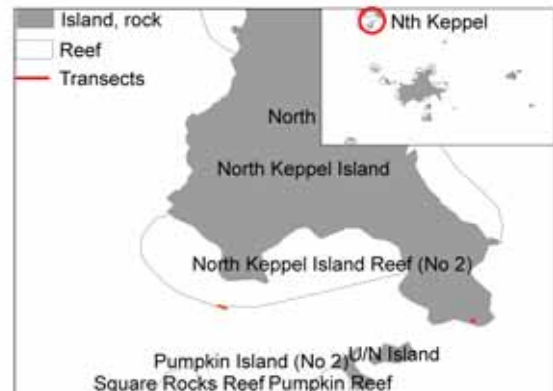 Island, rock
Reef
Transects
Nth Keppel
North
North Keppel Island
North Keppel Island Reef (No 2)
U/N Island
Pumpkin Island (No 2)
Square Rocks Reef Pumpkin Reef